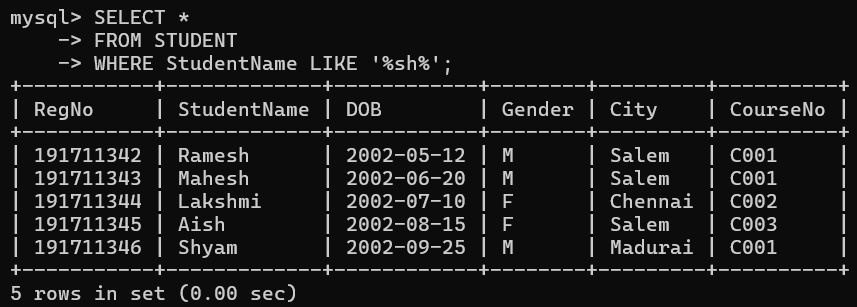 mysql> SELECT *
    -> FROM STUDENT
    -> WHERE StudentName LIKE '%sh%';
+-----------+-------------+------------+--------+---------+----------+
| RegNo     | StudentName | DOB        | Gender | City    | CourseNo |
+-----------+-------------+------------+--------+---------+----------+
| 191711342 | Ramesh      | 2002-05-12 | M      | Salem   | C001     |
| 191711343 | Mahesh      | 2002-06-20 | M      | Salem   | C001     |
| 191711344 | Lakshmi     | 2002-07-10 | F      | Chennai | C002     |
| 191711345 | Aish        | 2002-08-15 | F      | Salem   | C003     |
| 191711346 | Shyam       | 2002-09-25 | M      | Madurai | C001     |
+-----------+-------------+------------+--------+---------+----------+
5 rows in set (0.00 sec)